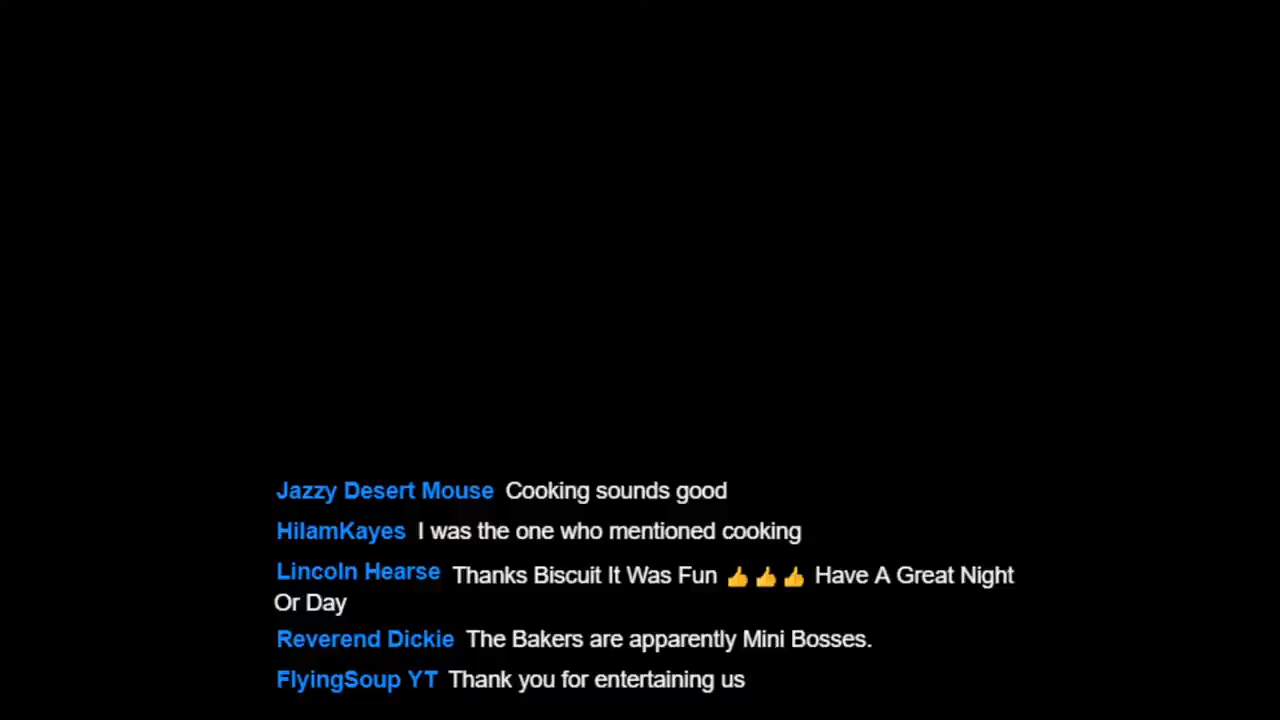 Jazzy Desert Mouse Cooking sounds good
HilamKayes I was the one who mentioned cooking
Lincoln Hearse Thanks Biscuit It Was Fun 👍👍👍 Have A Great Night
Or Day
Reverend Dickie The Bakers are apparently Mini Bosses.
FlyingSoup YT Thank you for entertaining us